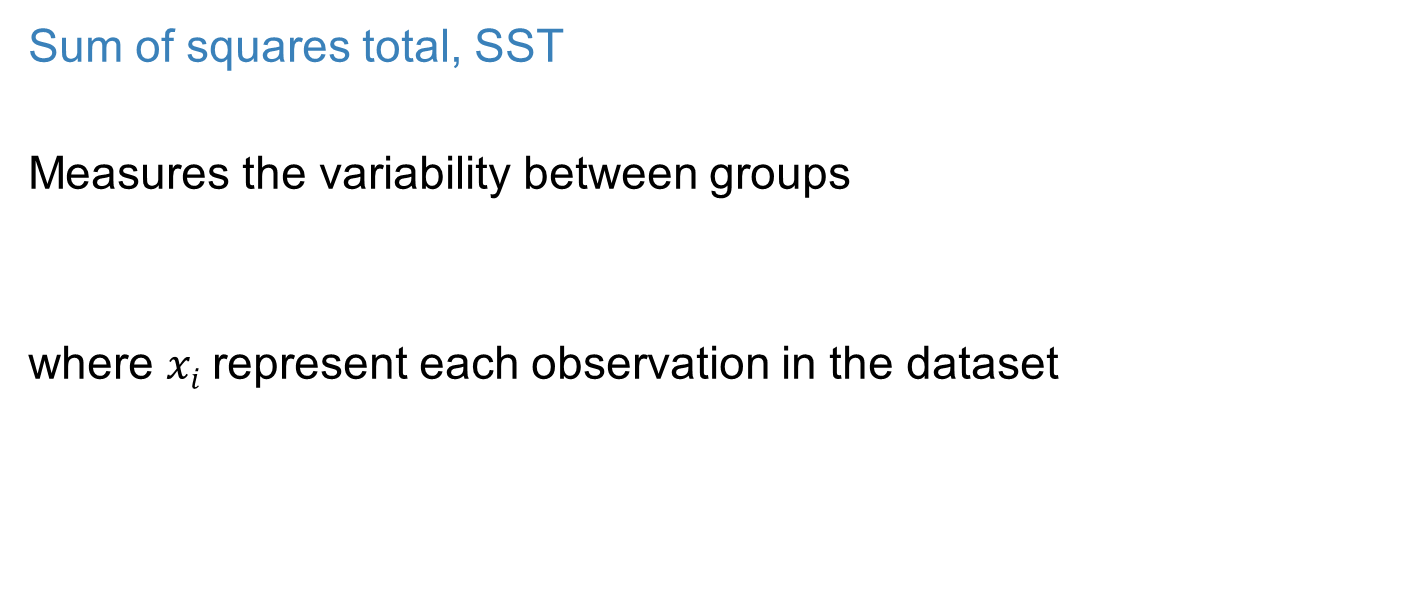 Sum of squares total, SST
Measures the variability between groups
where 𝑥ᵢ represent each observation in the dataset